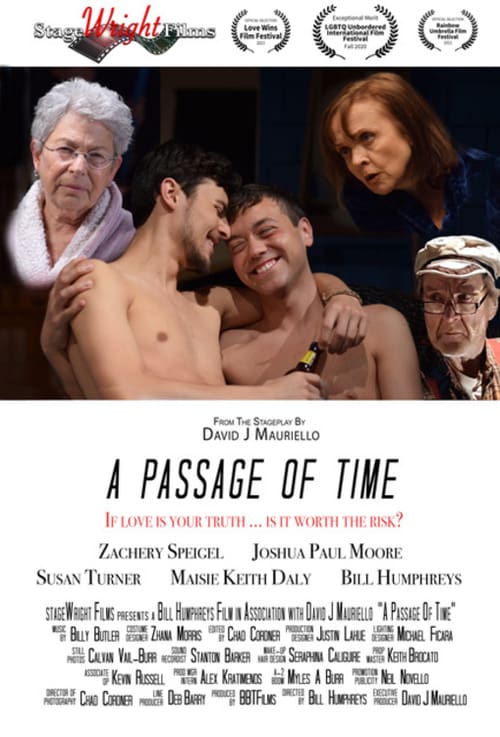 StageWrightFilms
OFFICIAL SELECTION
Love Wins
Film Festival
2021
Exceptional Merit
LGBTQ Unbordered
International Film
Festival
Fall 2020
OFFICIAL SELECTION
Rainbow
Umbrella Film
Festival
2021
From The Stageplay By
David J Mauriello
A PASSAGE OF TIME
If love is your truth ... is it worth the risk?
Zachery Speigel Joshua Paul Moore
Susan Turner Maisie Keith Daly Bill Humphreys
stageWright Films presents a Bill Humphreys Film in Association with David J Mauriello "A Passage Of Time"
Music by Billy Butler Costume Designer Zhana Morris Edited by Chad Cordner Production Designer Justin Lahue Lighting Designer Michael Ficara
Still Photos Calvan Vail-Burr Sound Recordist Stanton Barker Make-up Hair Design Seraphina Caligiure Prop Master Keith Brocato
Associate of Kevin Russell Prod Mgr Intern Alex Kratimenos A-2 Boom Myles A Burr Promotion Publicity Neil Novello
Director of Photography Chad Cordner Line Producer Deb Barry Produced by BBTFilms Directed by Bill Humphreys Executive Producer David J Mauriello